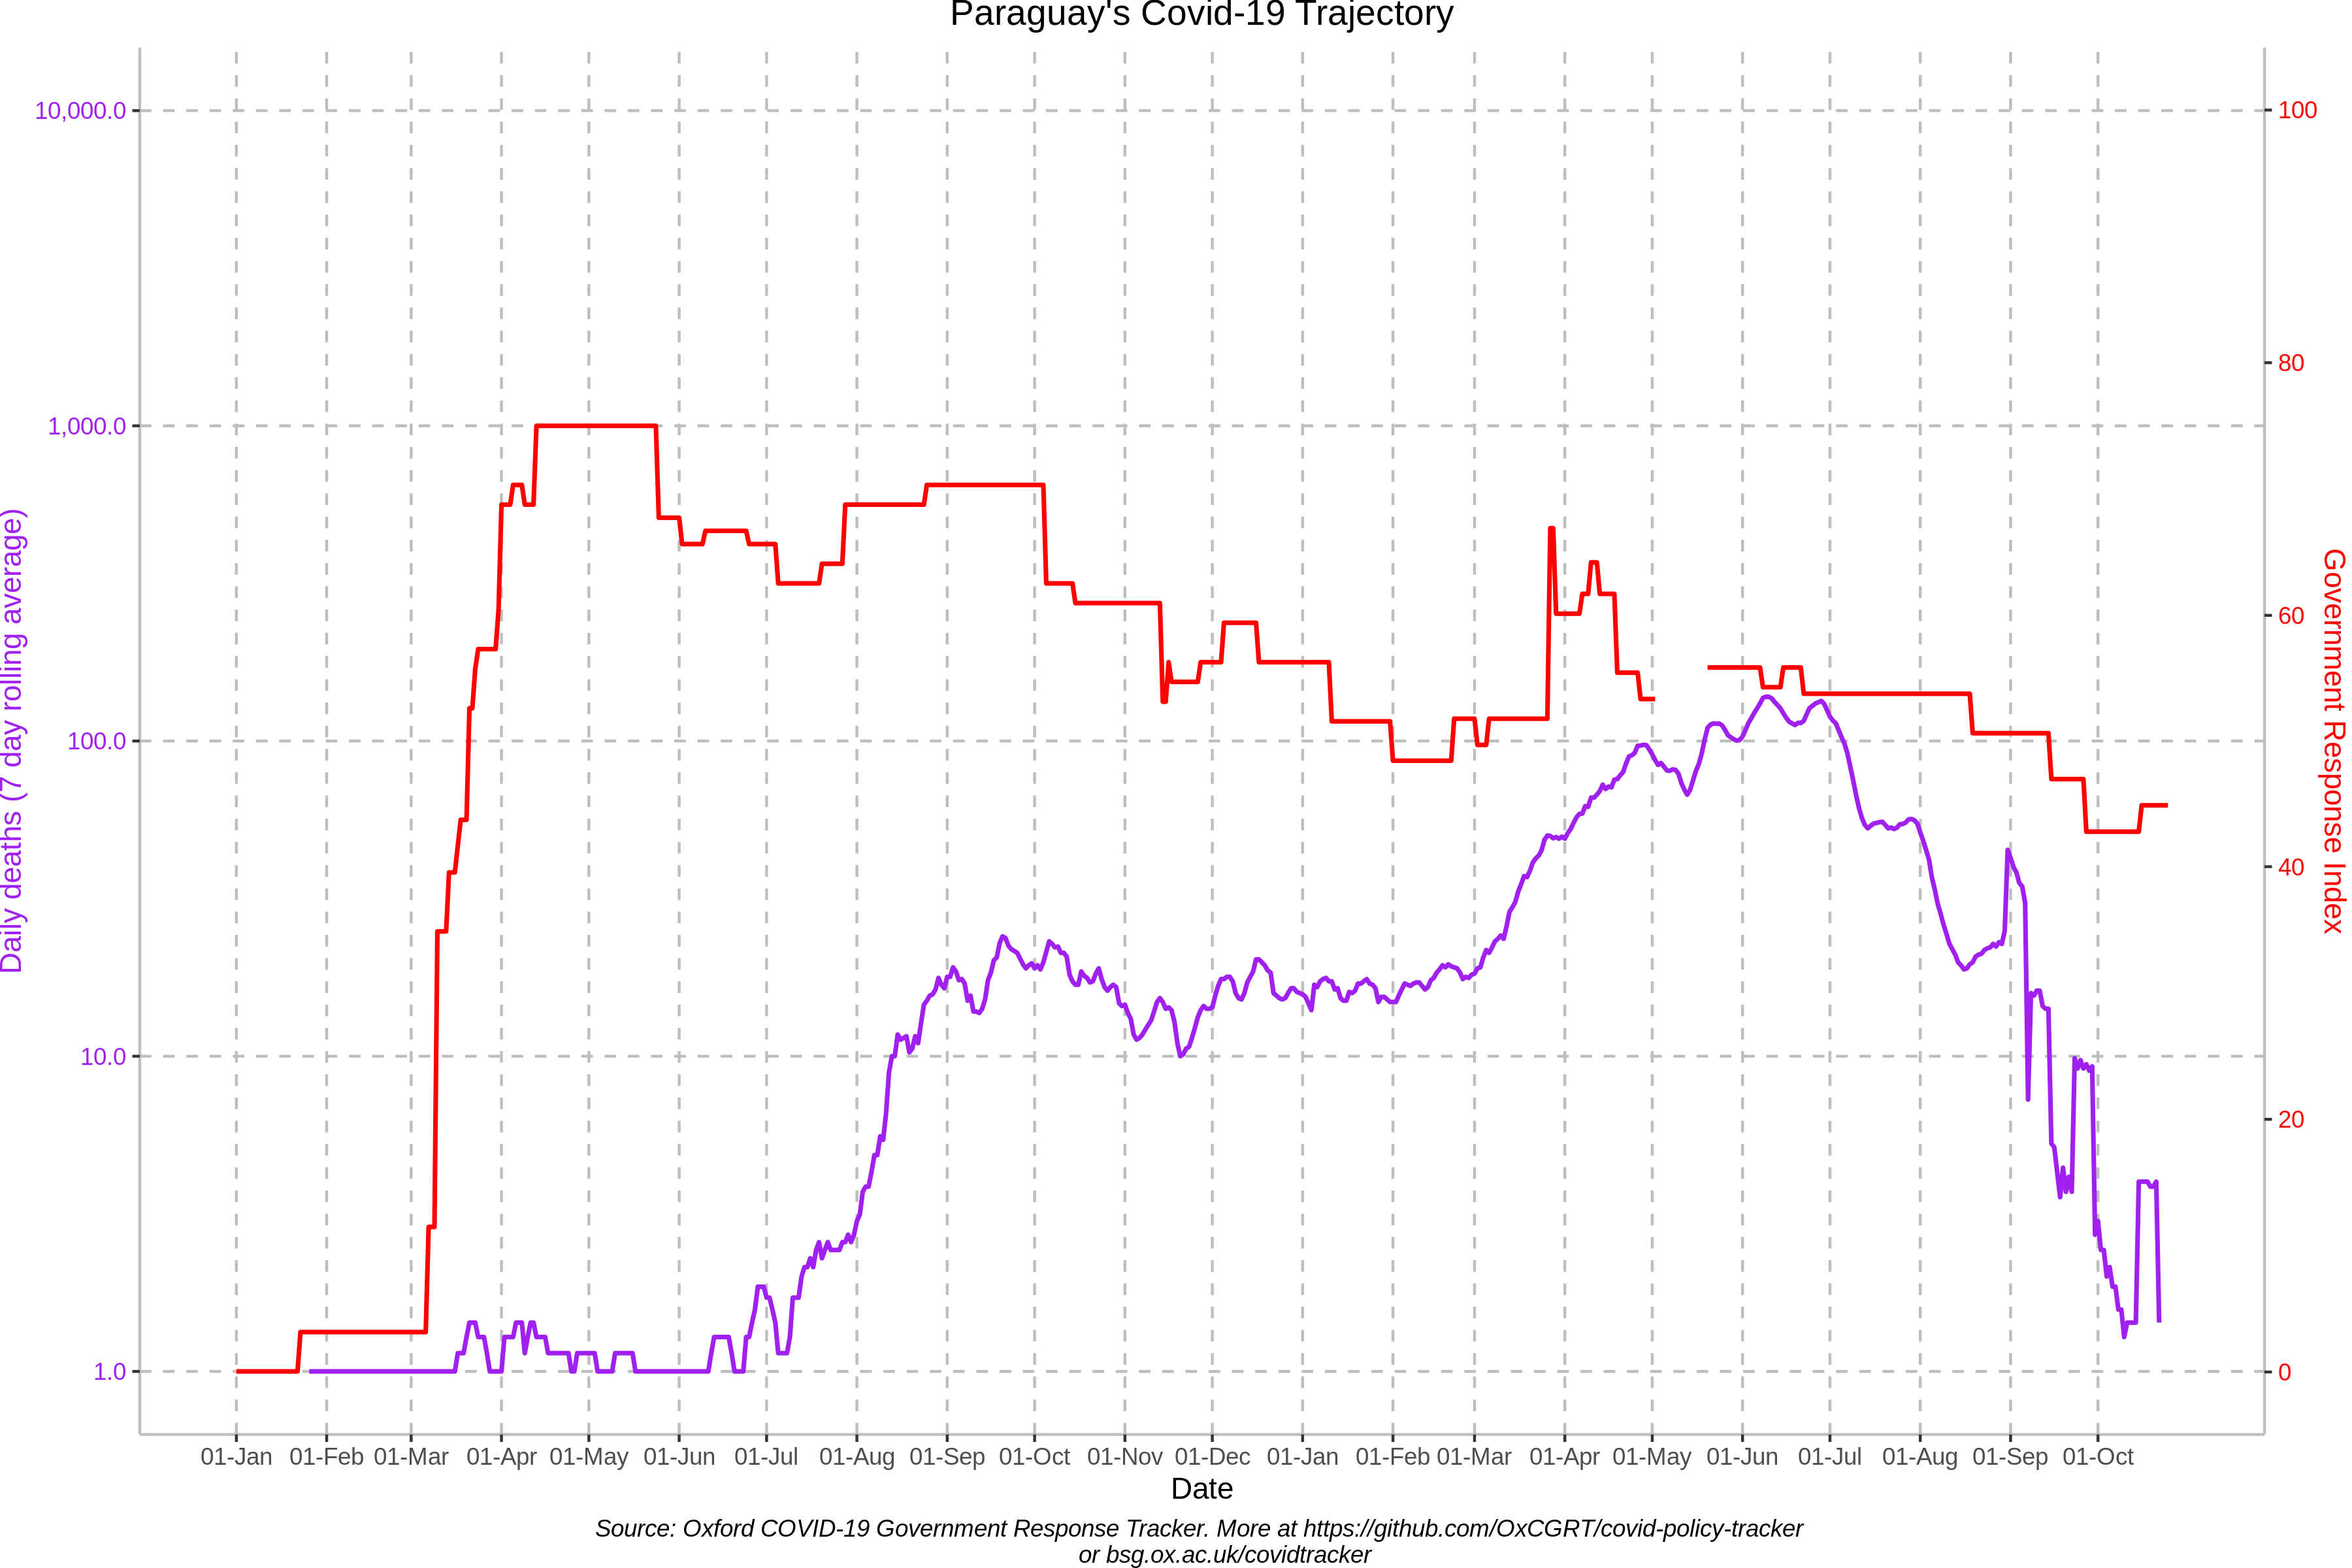 Paraguay's Covid-19 Trajectory
10,000.0
1,000.0
100.0
10.0
1.0
Daily deaths (7 day rolling average)
100
80
60
40
20
0
Government Response Index
01-Jan 01-Feb 01-Mar 01-Apr 01-May 01-Jun 01-Jul 01-Aug 01-Sep 01-Oct 01-Nov 01-Dec 01-Jan 01-Feb 01-Mar 01-Apr 01-May 01-Jun 01-Jul 01-Aug 01-Sep 01-Oct
Date
Source: Oxford COVID-19 Government Response Tracker. More at https://github.com/OxCGRT/covid-policy-tracker
or bsg.ox.ac.uk/covidtracker